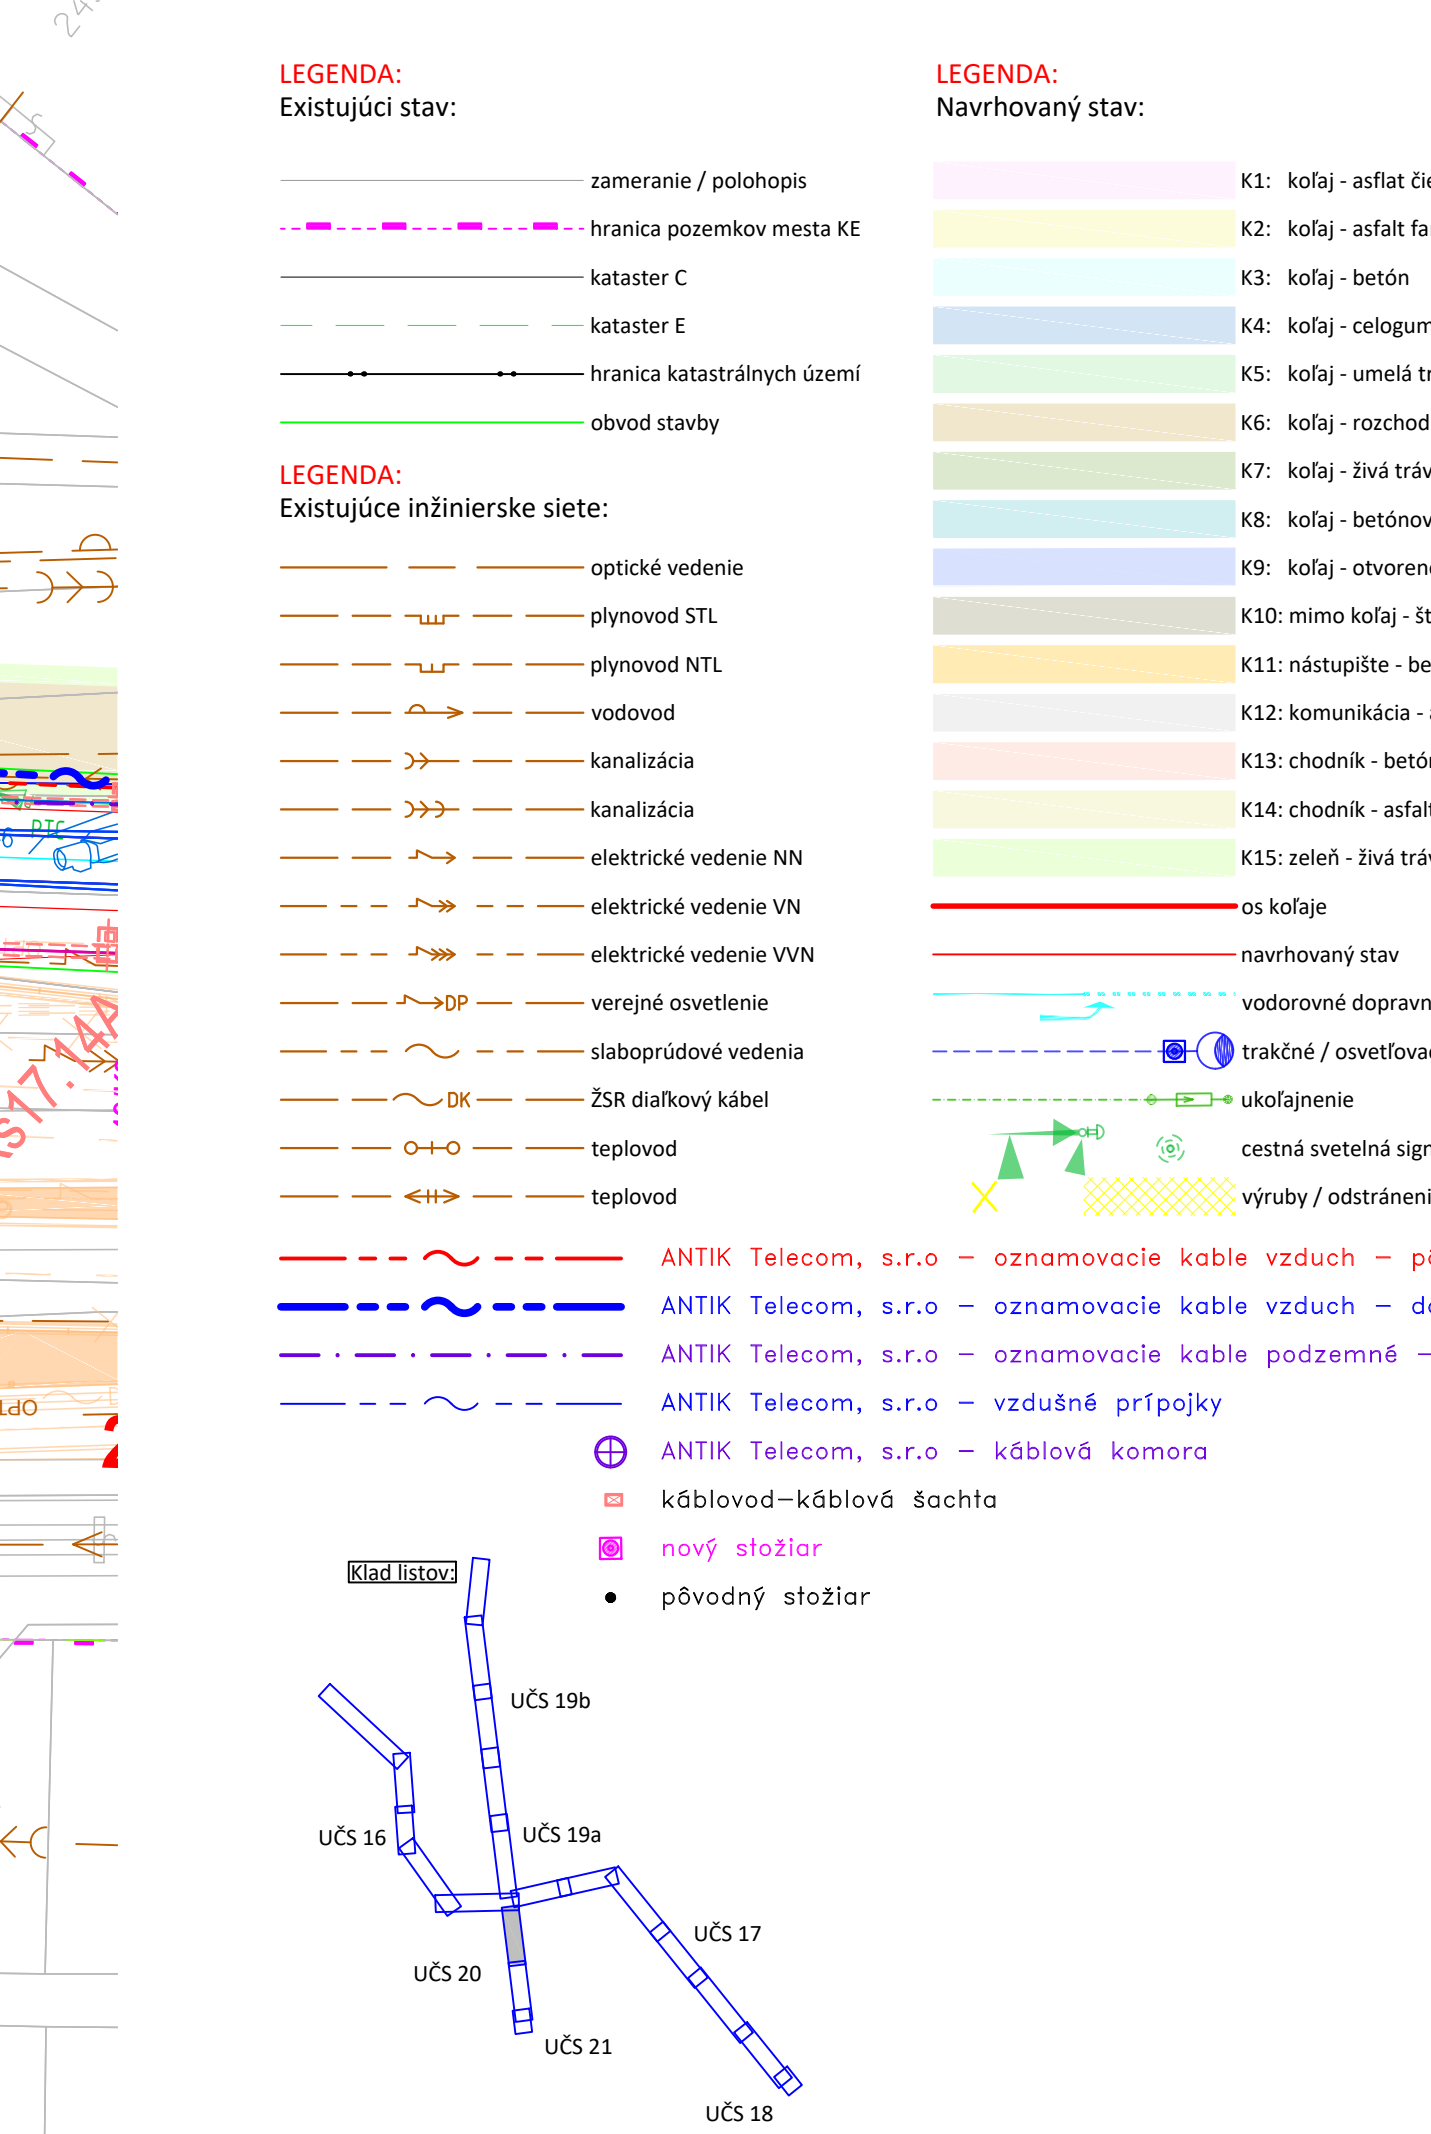 LEGENDA:
Existujúci stav:
zameranie / polohopis
hranica pozemkov mesta KE
kataster C
kataster E
hranica katastrálnych území
obvod stavby
LEGENDA:
Existujúce inžinierske siete:
optické vedenie
plynovod STL
plynovod NTL
vodovod
kanalizácia
kanalizácia
elektrické vedenie NN
elektrické vedenie VN
elektrické vedenie VVN
DP verejné osvetlenie
slaboprúdové vedenia
DK ŽSR diaľkový kábel
teplovod
teplovod
LEGENDA:
Navrhovaný stav:
K1: koľaj - asflat
K2: koľaj - asfalt
K3: koľaj - betón
K4: koľaj - celogum
K5: koľaj - umelá
K6: koľaj - rozchod
K7: koľaj - živá tráv
K8: koľaj - betónov
K9: koľaj - otvoren
K10: mimo koľaj - št
K11: nástupište - be
K12: komunikácia -
K13: chodník - betó
K14: chodník - asfalt
K15: zeleň - živá tráv
os koľaje
navrhovaný stav
vodorovné dopravn
trakčné / osvetľova
ukoľajnenie
cestná svetelná sign
výruby / odstráneni
ANTIK Telecom, s.r.o – oznamovacie kable vzduch –
ANTIK Telecom, s.r.o – oznamovacie kable vzduch –
ANTIK Telecom, s.r.o – oznamovacie kable podzemné –
ANTIK Telecom, s.r.o – vzdušné prípojky
ANTIK Telecom, s.r.o – káblová komora
káblovod–káblová šachta
nový stožiar
pôvodný stožiar
Klad listov:
UČS 19b
UČS 16
UČS 19a
UČS 17
UČS 20
UČS 21
UČS 18
PTC